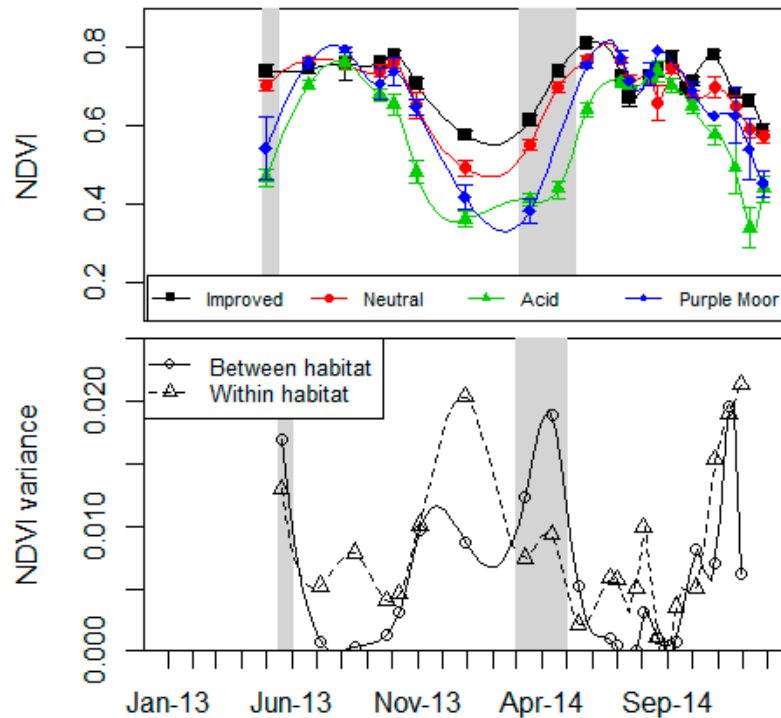 NDVI
0.8
0.6
0.4
0.2
Improved Neutral Acid Purple Moor
NDVI variance
0.020
0.010
0.000
Between habitat
Within habitat
Jan-13 Jun-13 Nov-13 Apr-14 Sep-14